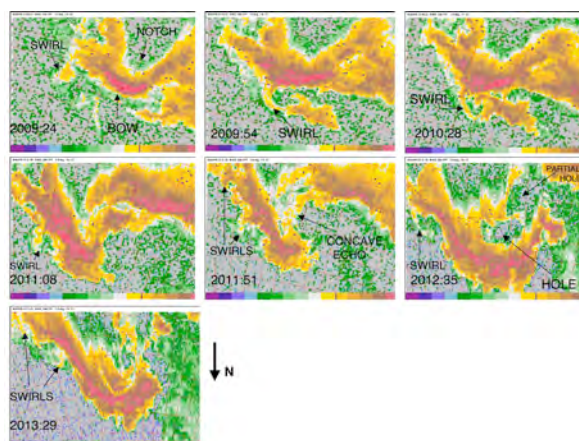 SWIRL
NOTCH
BOW
2009:24
SWIRL
2009:54
SWIRL
2010:28
SWIRL
2011:08
SWIRLS
CONCAVE
ECHO
2011:51
PARTIAL
HOLE
SWIRL
HOLE
2012:35
SWIRLS
2013:29
N